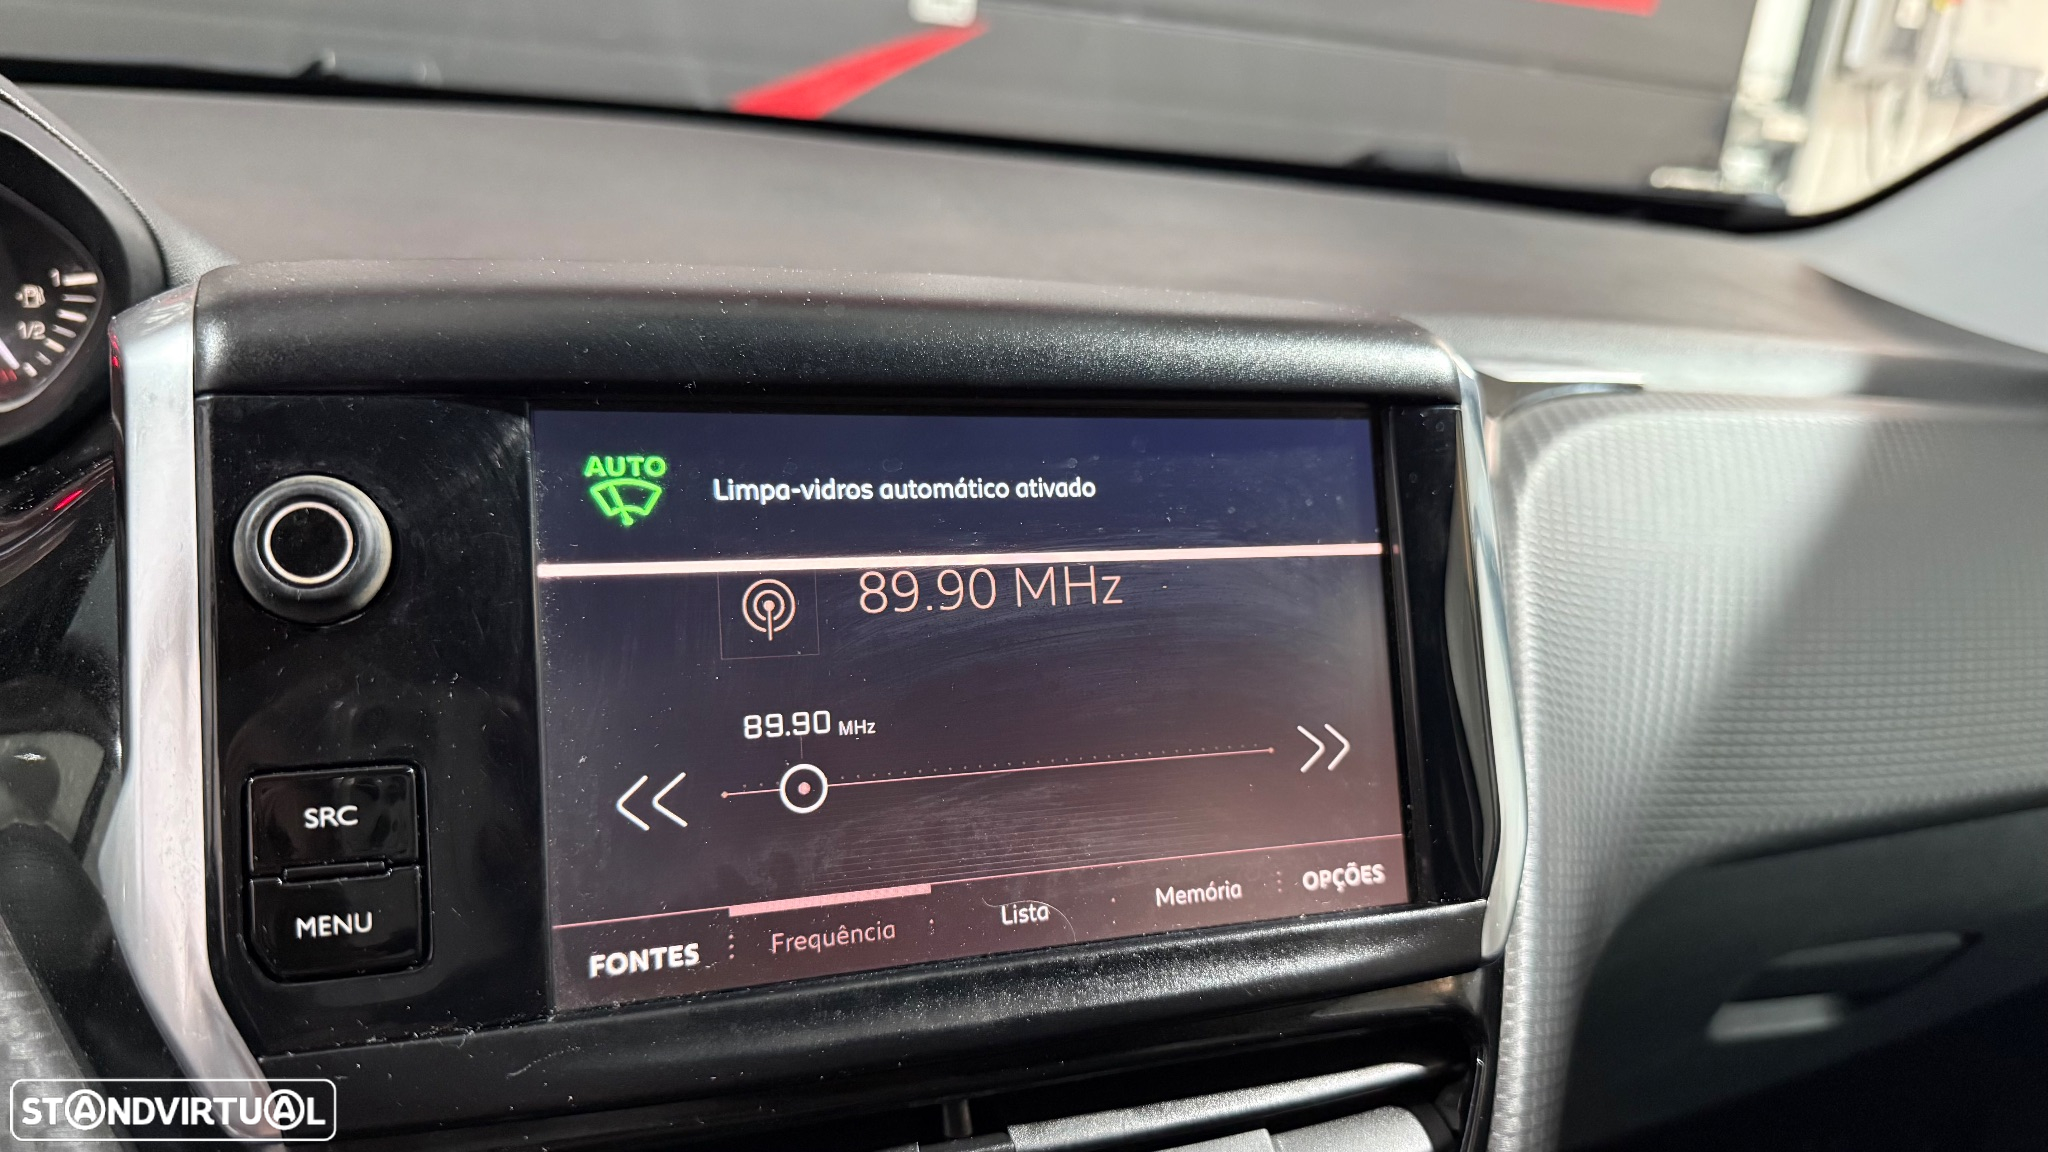 1
1/2
AUTO
Limpa-vidros automático ativado
89.90 MHz
89.90 MHz
SRC
MENU
FONTES
Frequência
Lista
Memória
OPÇÕES
STANDVIRTUAL